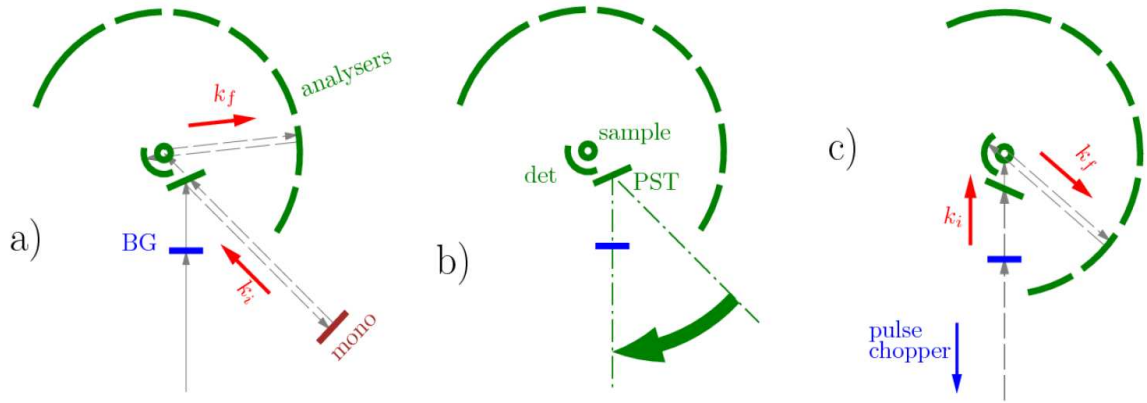 analysers
k_f
a)
BG
k_i
mono
sample
det
PST
b)
c)
k_f
k_i
pulse
chopper